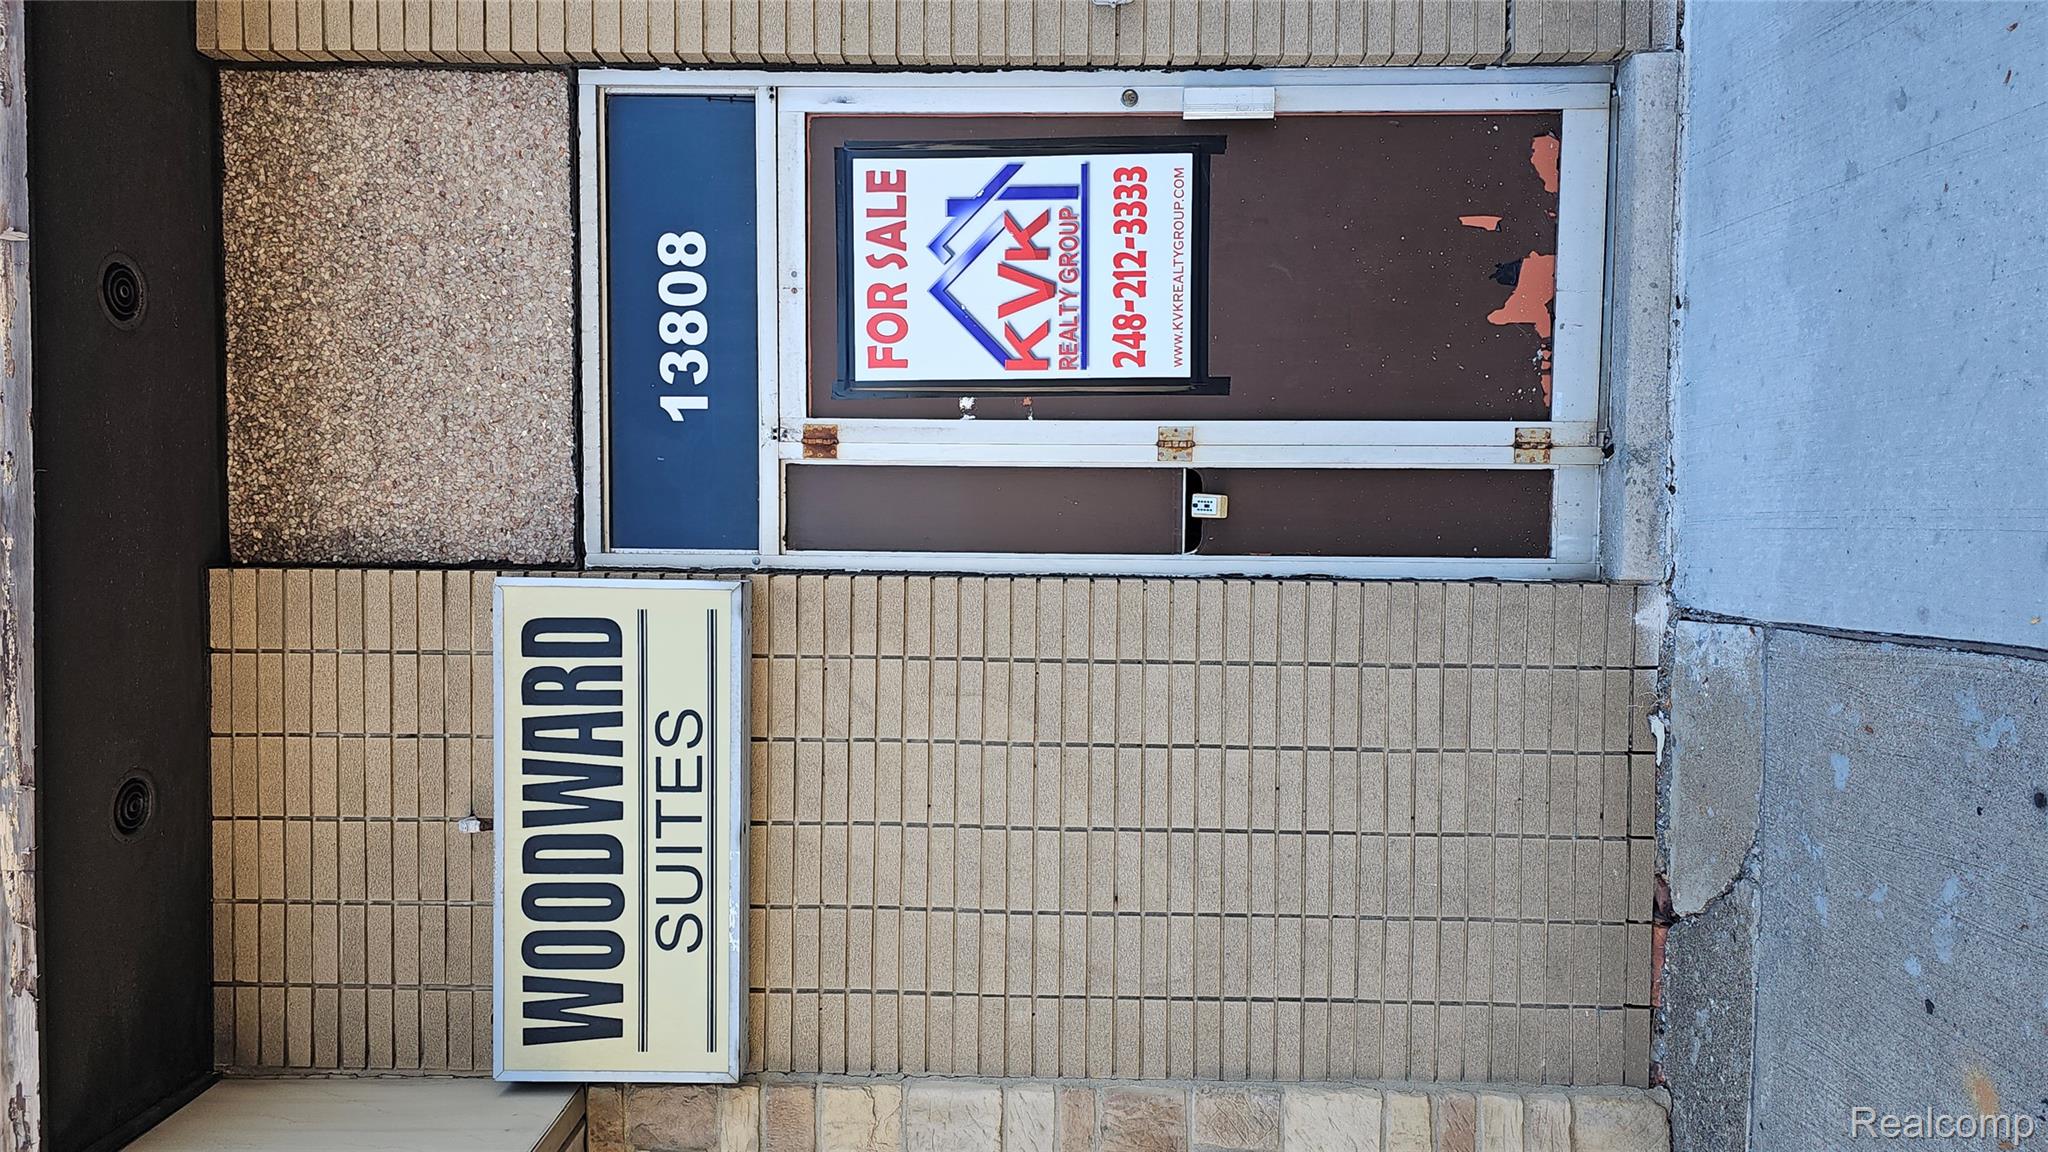 13808
FOR SALE
KVK
REALTY GROUP
248-212-3333
WWW.KVKREALTYGROUP.COM
WOODWARD
SUITES
Realcomp